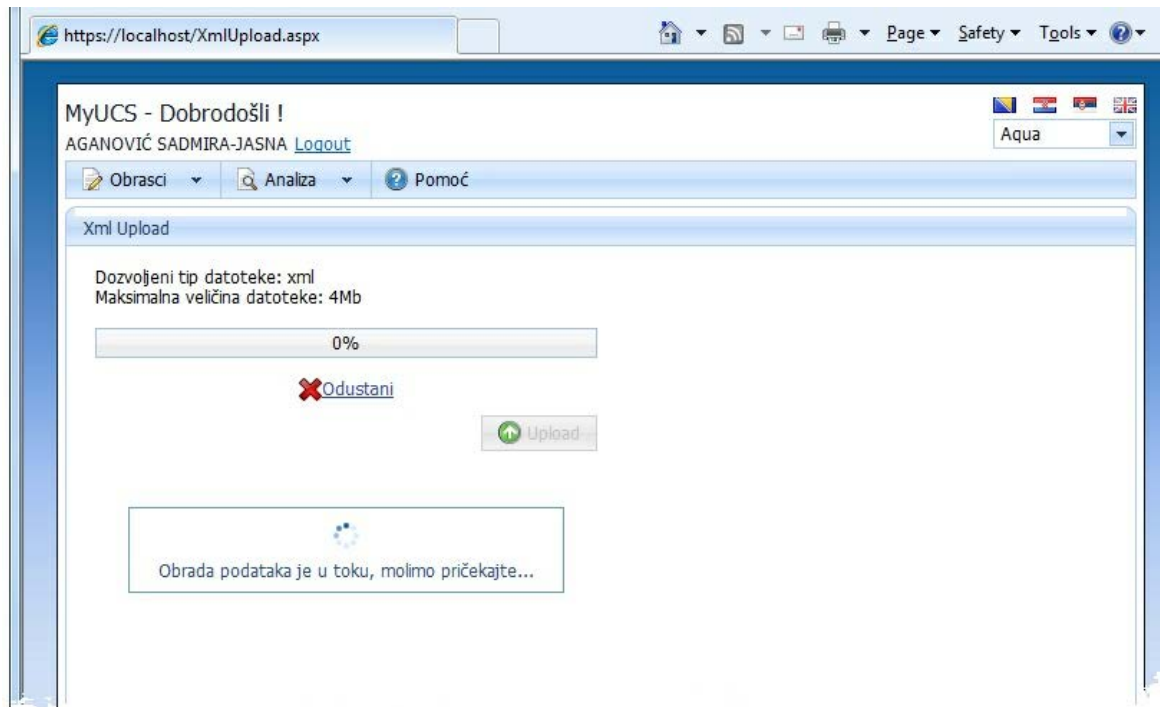 https://localhost/XmlUpload.aspx
Page Safety Tools
MyUCS - Dobrodošli !
AGANOVIĆ SADMIRA-JASNA Logout
Aqua
Obrasci Analiza Pomoć
Xml Upload
Dozvoljeni tip datoteke: xml
Maksimalna veličina datoteke: 4Mb
0%
Odustani
Upload
Obrada podataka je u toku, molimo pričekajte...